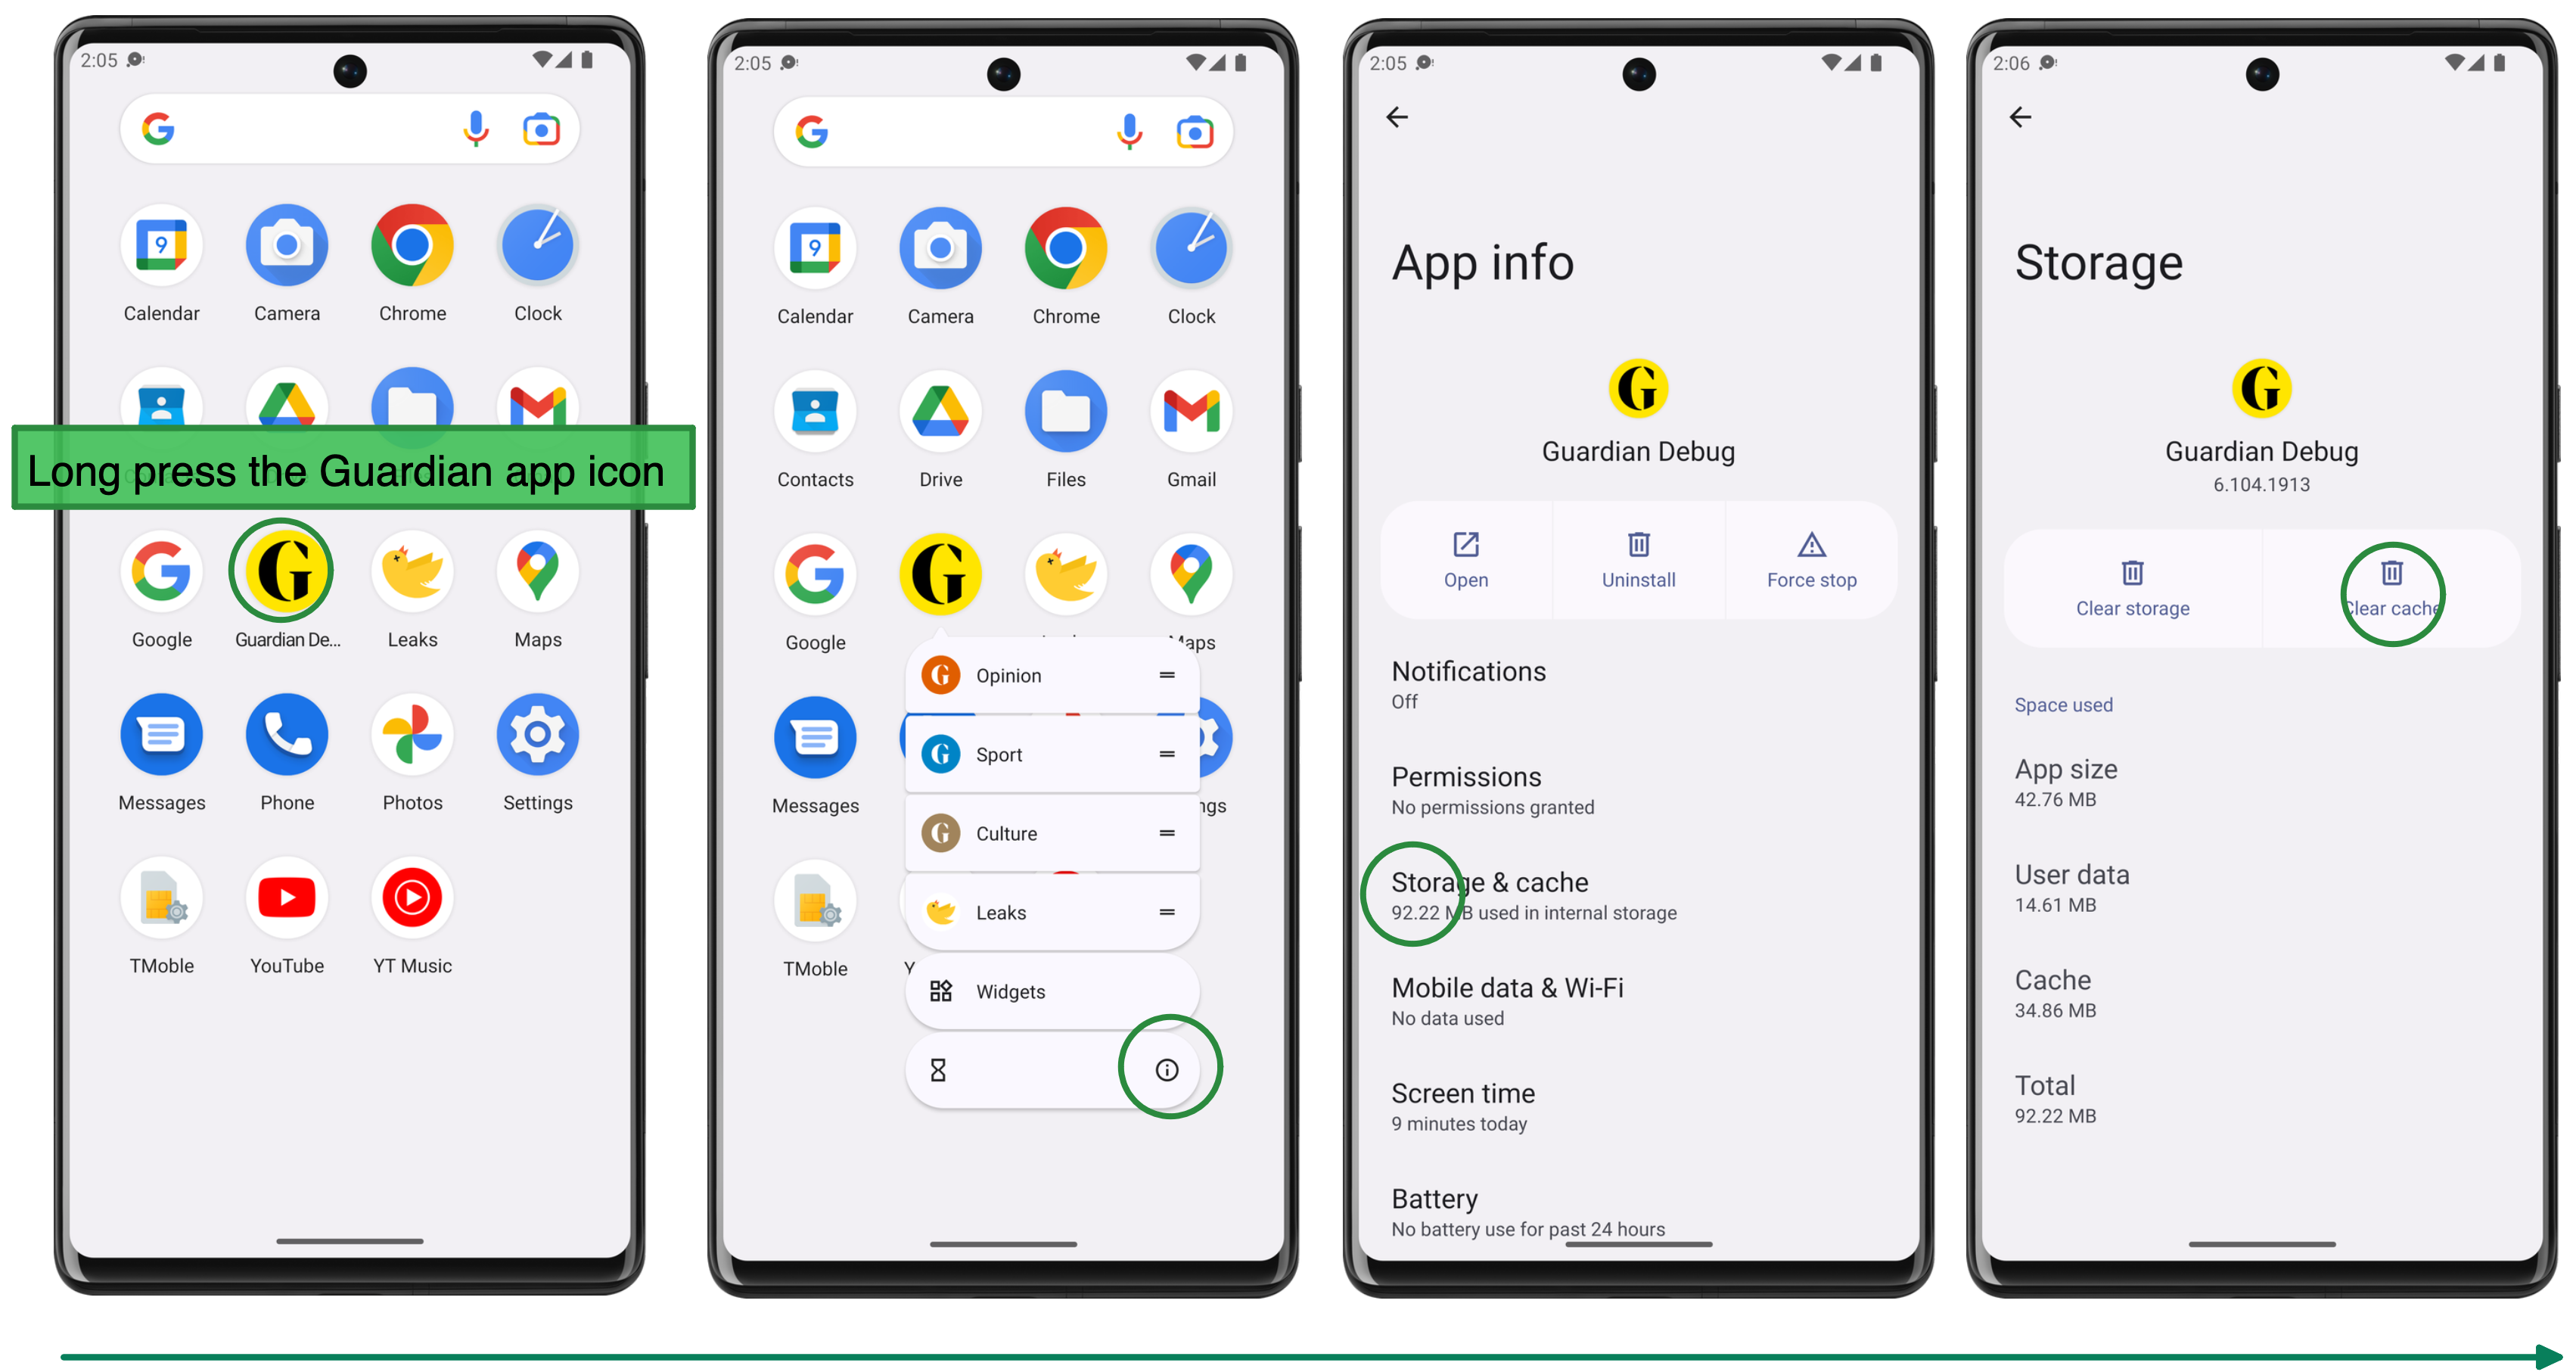 2:05
Calendar Camera Chrome Clock
Long press the Guardian app icon
Google Guardian De... Leaks Maps
Messages Phone Photos Settings
TMoble YouTube YT Music
2:05
Calendar Camera Chrome Clock
Contacts Drive Files Gmail
Google
Opinion
Sport
Messages
Culture
Leaks
TMoble
Widgets
2:05
App info
Guardian Debug
Open Uninstall Force stop
Notifications
Off
Permissions
No permissions granted
Storage & cache
92.22 MB used in internal storage
Mobile data & Wi-Fi
No data used
Screen time
9 minutes today
Battery
No battery use for past 24 hours
2:06
Storage
Guardian Debug
6.104.1913
Clear storage Clear cache
Space used
App size
42.76 MB
User data
14.61 MB
Cache
34.86 MB
Total
92.22 MB